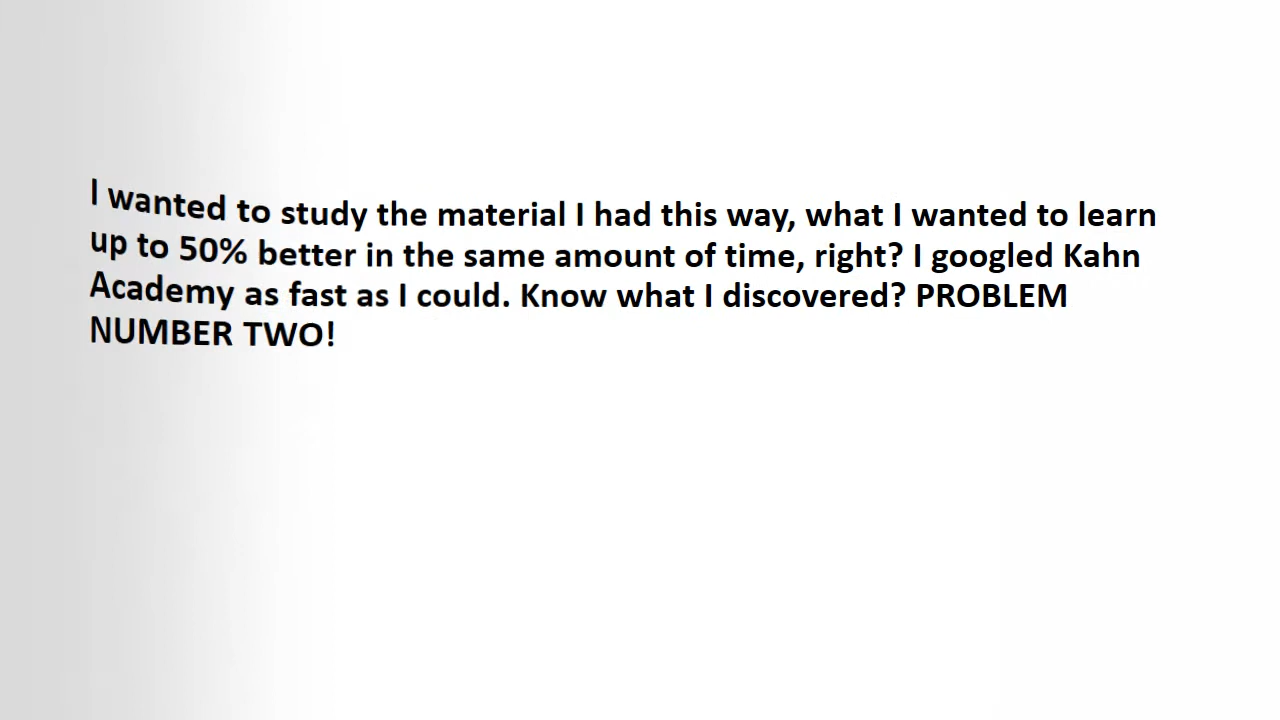 I wanted to study the material I had this way, what I wanted to learn
up to 50% better in the same amount of time, right? I googled Kahn
Academy as fast as I could. Know what I discovered? PROBLEM
NUMBER TWO!